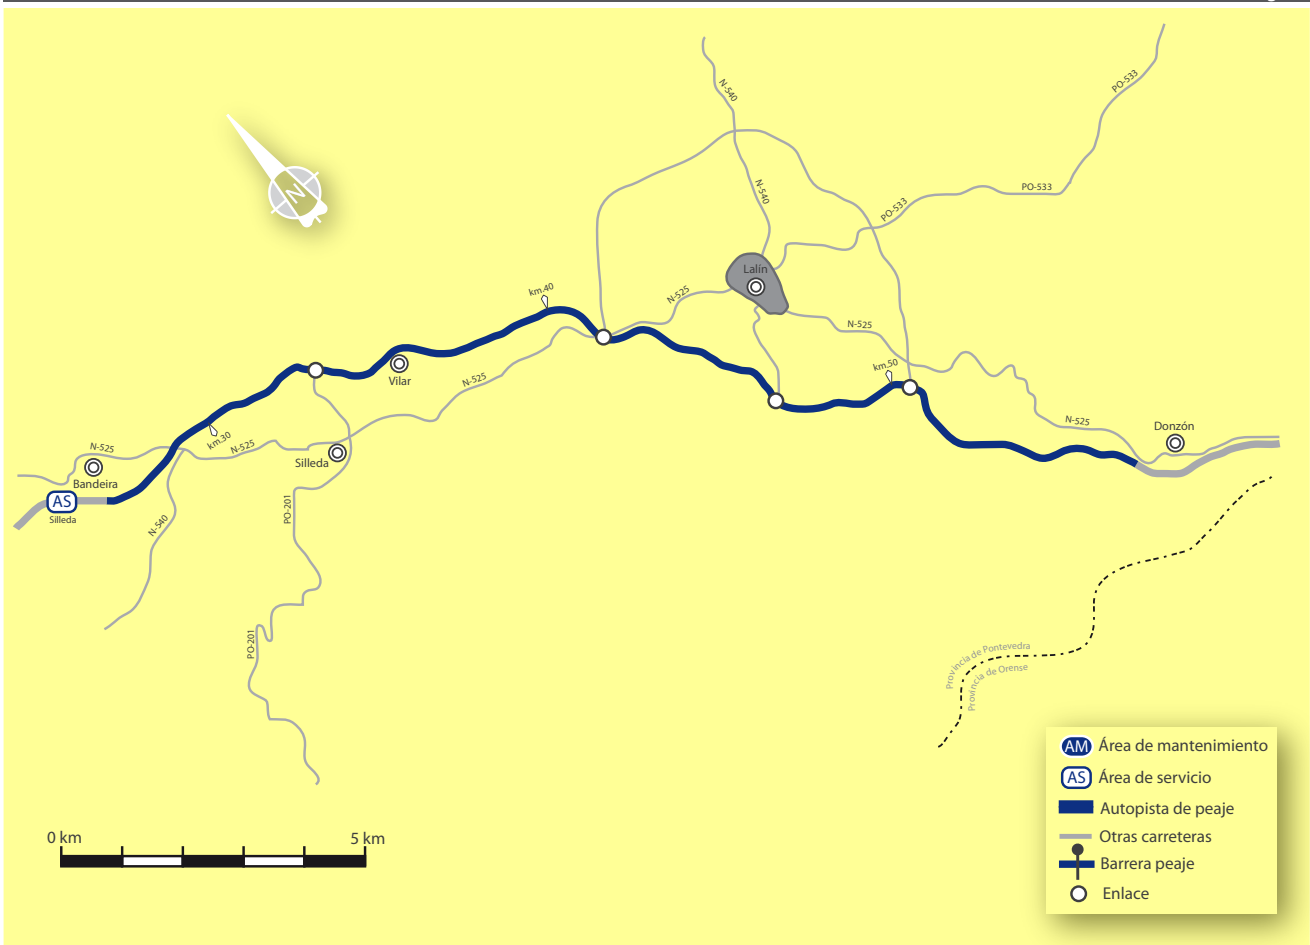 N-540
PO-533
N-540
PO-533
PO-533
N
Lalín
km.40
N-525
N-525
km.50
Vilar
N-525
N-525
Donzón
km.30
N-525
N-525
Silleda
Bandeira
AS
Silleda
PO-201
N-540
PO-201
Provincia de Pontevedra
Provincia de Orense
AM Área de mantenimiento
AS Área de servicio
Autopista de peaje
Otras carreteras
Barrera peaje
Enlace
0 km 5 km